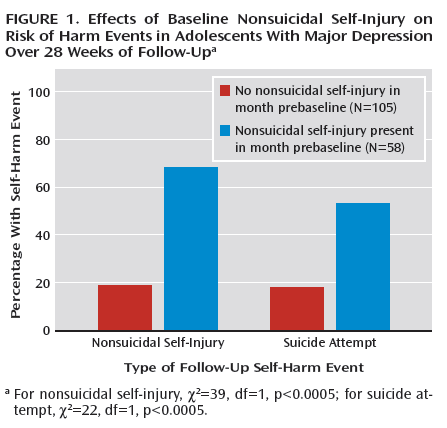 FIGURE 1. Effects of Baseline Nonsuicidal Self-Injury on
Risk of Harm Events in Adolescents With Major Depression
Over 28 Weeks of Follow-Upᵃ
Percentage With Self-Harm Event
100
80
60
40
20
0
No nonsuicidal self-injury in
month prebaseline (N=105)
Nonsuicidal self-injury present
in month prebaseline (N=58)
Nonsuicidal Self-Injury
Suicide Attempt
Type of Follow-Up Self-Harm Event
ᵃ For nonsuicidal self-injury, χ²=39, df=1, p<0.0005; for suicide at-
tempt, χ²=22, df=1, p<0.0005.